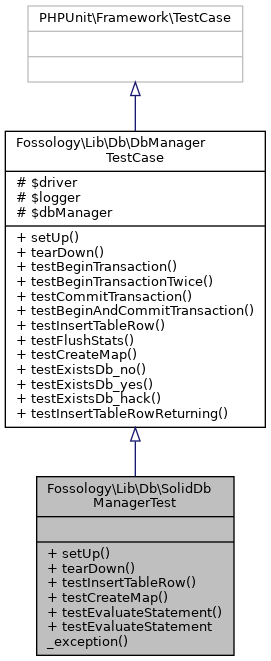 PHPUnit\Framework\TestCase
Fossology\Lib\Db\DbManager
TestCase
# $driver
# $logger
# $dbManager
+ setUp()
+ tearDown()
+ testBeginTransaction()
+ testBeginTransactionTwice()
+ testCommitTransaction()
+ testBeginAndCommitTransaction()
+ testInsertTableRow()
+ testFlushStats()
+ testCreateMap()
+ testExistsDb_no()
+ testExistsDb_yes()
+ testExistsDb_hack()
+ testInsertTableRowReturning()
Fossology\Lib\Db\SolidDb
ManagerTest
+ setUp()
+ tearDown()
+ testInsertTableRow()
+ testCreateMap()
+ testEvaluateStatement()
+ testEvaluateStatement
_exception()